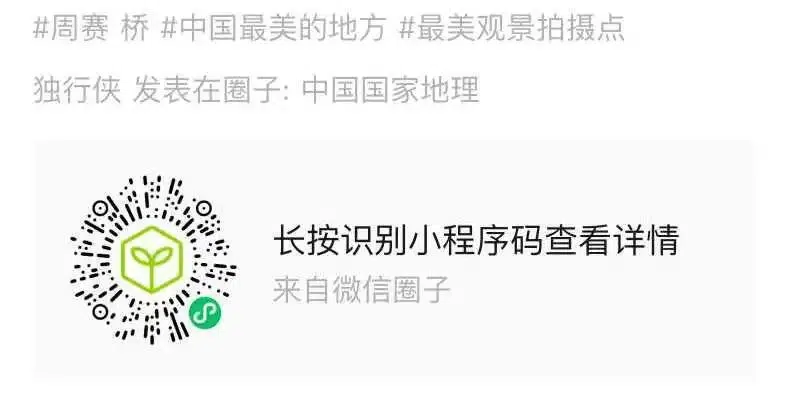 #周赛 桥 #中国最美的地方 #最美观景拍摄点
独行侠 发表在圈子: 中国国家地理
长按识别小程序码查看详情
来自微信圈子